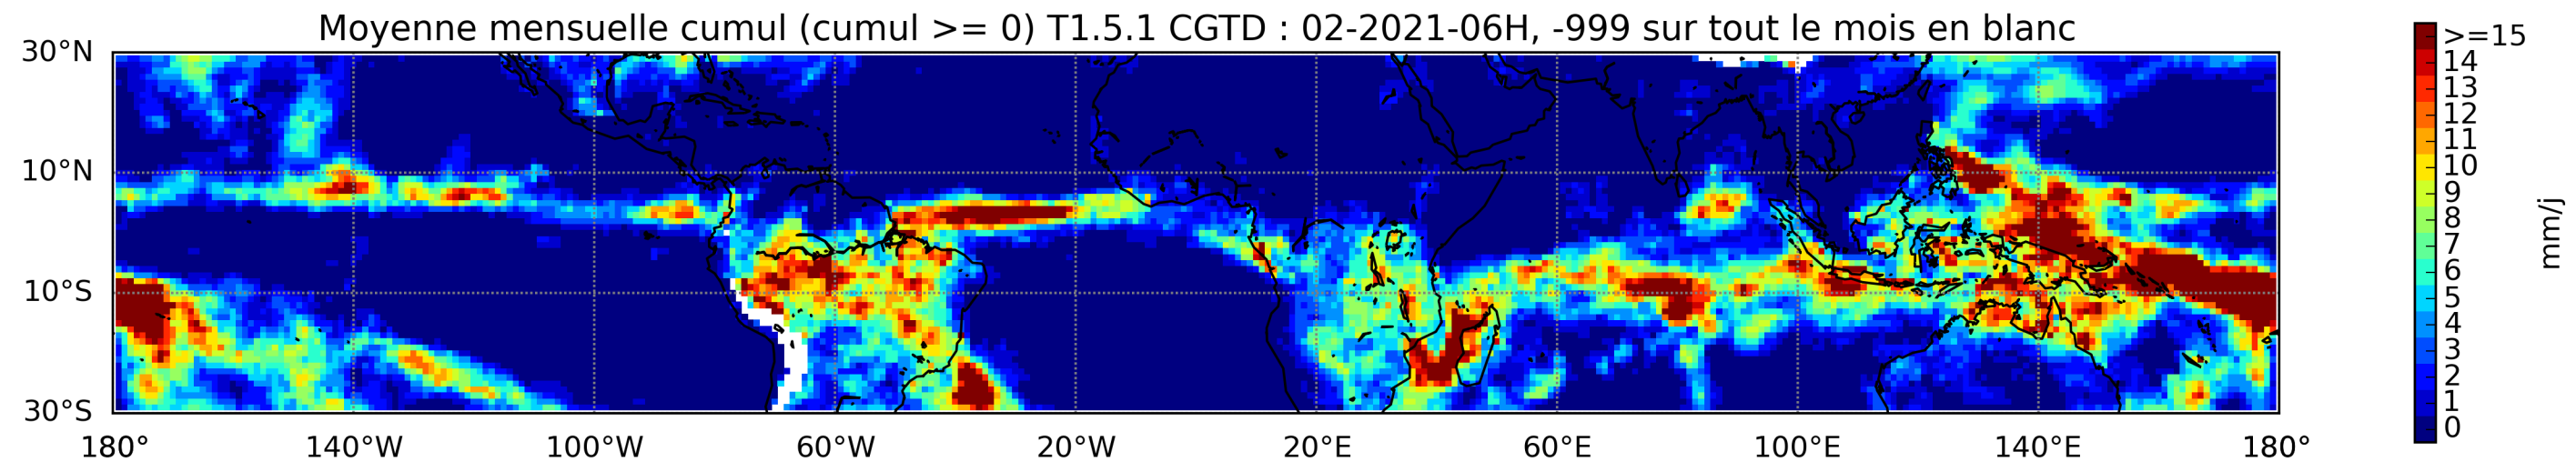 Moyenne mensuelle cumul (cumul >= 0) T1.5.1 CGTD : 02-2021-06H, -999 sur tout le mois en blanc
30°N
10°N
10°S
30°S
180° 140°W 100°W 60°W 20°W 20°E 60°E 100°E 140°E 180°
>=15
14
13
12
11
10
9
8
7
6
5
4
3
2
1
0
mm/j